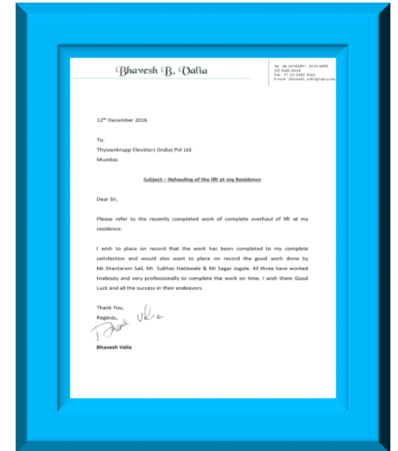 Bhavesh B. Valia
12th December 2016
To,
Thyssenkrupp Elevators (India) Pvt Ltd.
Mumbai.
Subject – Rehauling of the lift at my Residence
Dear Sir,
Please refer to the recently completed work of complete overhaul of lift at my
residence.
I wish to place on record that the work has been completed to my complete
satisfaction and would also want to place on record the good work done by
Mr.Shantaram Sail, Mr. Subhas Hadawale & Mr Sagar Jogale. All three have worked
tirelessly and very professionally to complete the work on time. I wish them Good
Luck and all the success in their endeavors.
Thank You,
Regards,
Bhavesh Valia